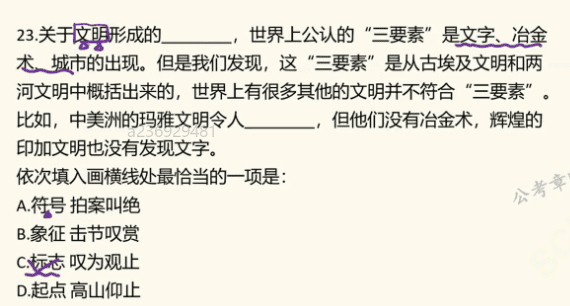 23.关于文明形成的________，世界上公认的“三要素”是文字、冶金
术、城市的出现。但是我们发现，这“三要素”是从古埃及文明和两
河文明中概括出来的，世界上有很多其他的文明并不符合“三要素”。
比如，中美洲的玛雅文明令人________，但他们没有冶金术，辉煌的
a236929481
印加文明也没有发现文字。
依次填入画横线处最恰当的一项是：
公考章
A.符号 拍案叫绝
B.象征 击节叹赏
C.标志 叹为观止
D.起点 高山仰止